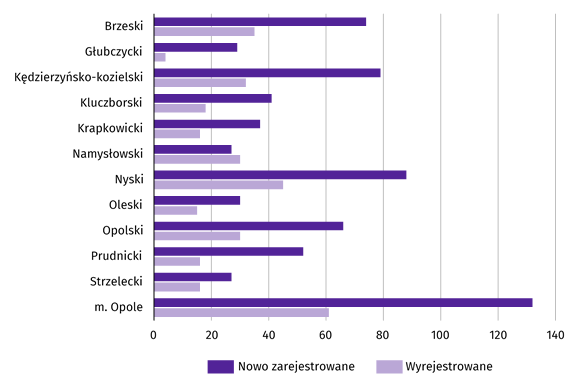 Brzeski
Głubczycki
Kędzierzyńsko-kozielski
Kluczborski
Krapkowicki
Namysłowski
Nyski
Oleski
Opolski
Prudnicki
Strzelecki
m. Opole
0 20 40 60 80 100 120 140
Nowo zarejestrowane Wyrejestrowane